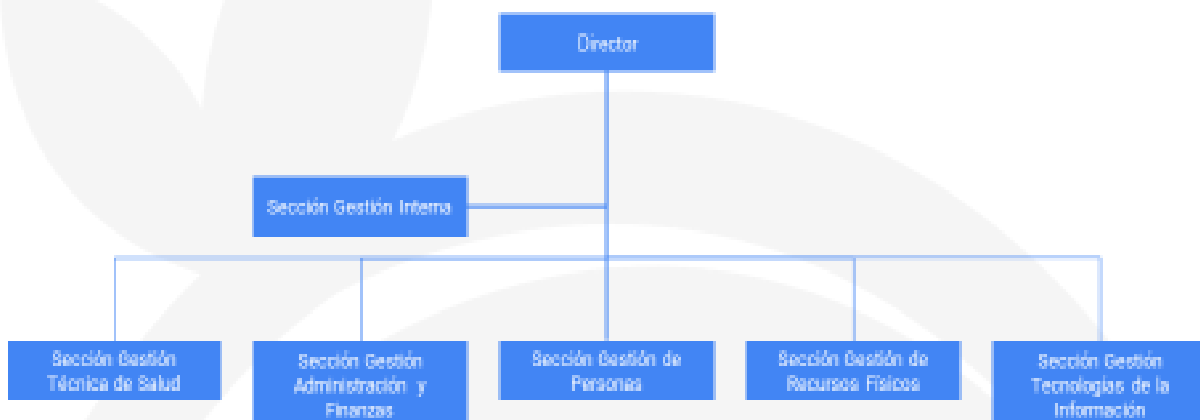 Director
Sección Gestión Interna
Sección Gestión
Técnica de Salud
Sección Gestión
Administración y
Finanzas
Sección Gestión de
Personas
Sección Gestión de
Recursos Físicos
Sección Gestión
Tecnologías de la
Información